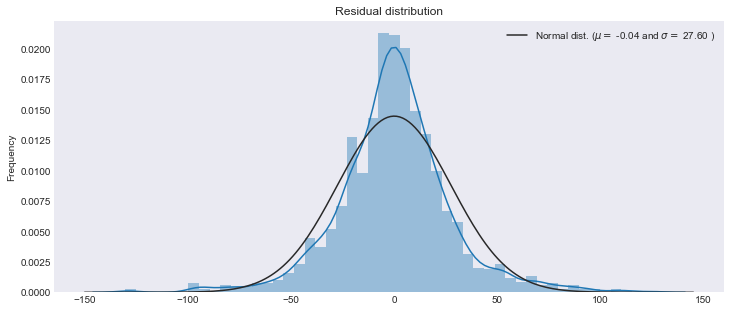 Residual distribution
Normal dist. (μ = -0.04 and σ = 27.60 )
Frequency
0.0200
0.0175
0.0150
0.0125
0.0100
0.0075
0.0050
0.0025
0.0000
−150 −100 −50 0 50 100 150